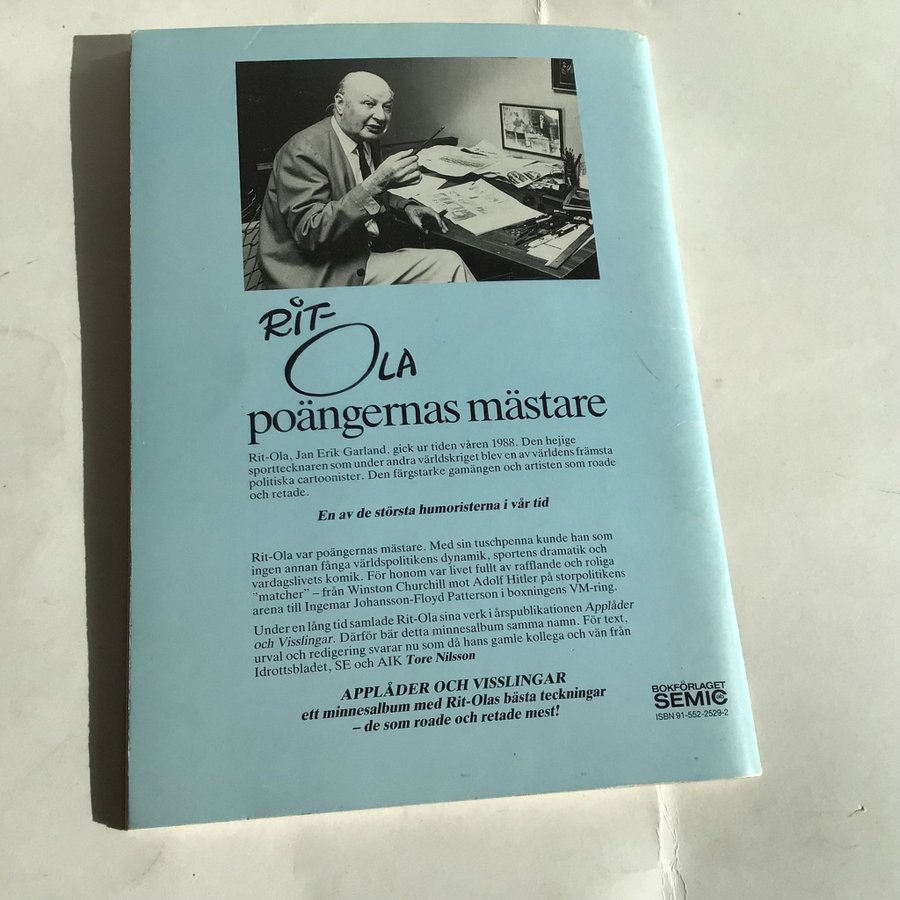 RiT-
OLA
poängernas mästare
Rit-Ola, Jan Erik Garland, gick ur tiden våren 1988. Den hejige
sporttecknaren som under andra världskriget blev en av världens främsta
politiska cartoonister. Den färgstarke gamängen och artisten som roade
och retade.
En av de största humoristerna i vår tid
Rit-Ola var poängernas mästare. Med sin tuschpenna kunde han som
ingen annan fånga världspolitikens dynamik, sportens dramatik och
vardagslivets komik. För honom var livet fullt av rafflande och roliga
"matcher" – från Winston Churchill mot Adolf Hitler på storpolitikens
arena till Ingemar Johansson-Floyd Patterson i boxningens VM-ring.
Under en lång tid samlade Rit-Ola sina verk i årspublikationen Applåder
och Visslingar. Därför bär detta minnesalbum samma namn. För text,
urval och redigering svarar nu som då hans gamle kollega och vän från
Idrottsbladet, SE och AIK Tore Nilsson
APPLÅDER OCH VISSLINGAR
ett minnesalbum med Rit-Olas bästa teckningar
– de som roade och retade mest!
BOKFÖRLAGET
SEMIC
ISBN 91-552-2529-2